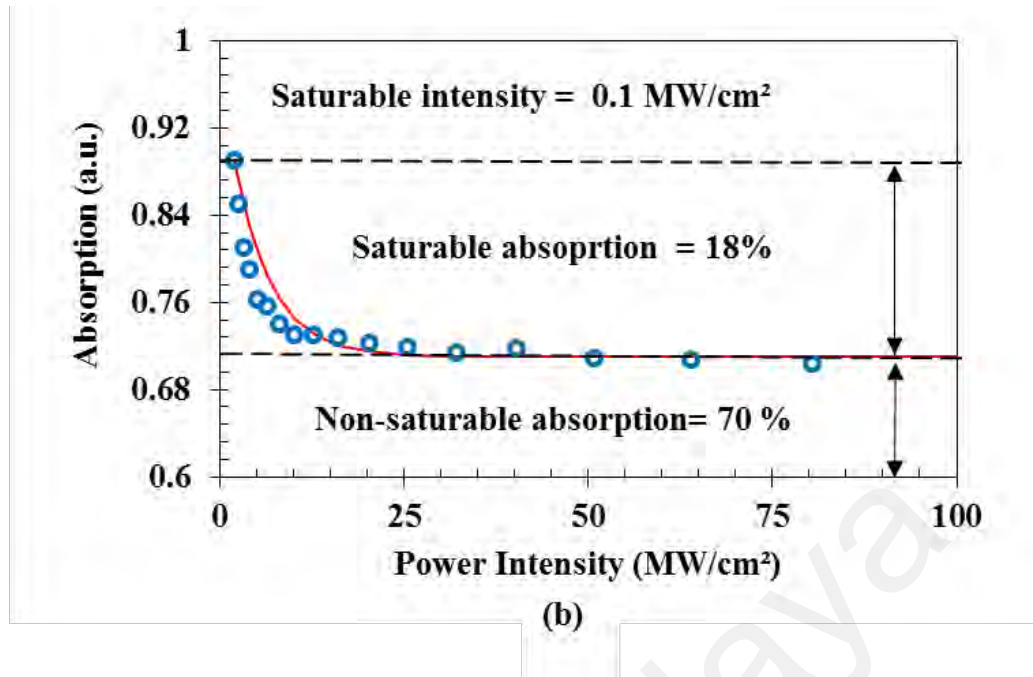 1
Saturable intensity = 0.1 MW/cm²
0.92
0.84
Saturable absoprtion = 18%
0.76
0.68
Non-saturable absorption= 70 %
0.6
Absorption (a.u.)
0 25 50 75 100
Power Intensity (MW/cm²)
(b)
laya